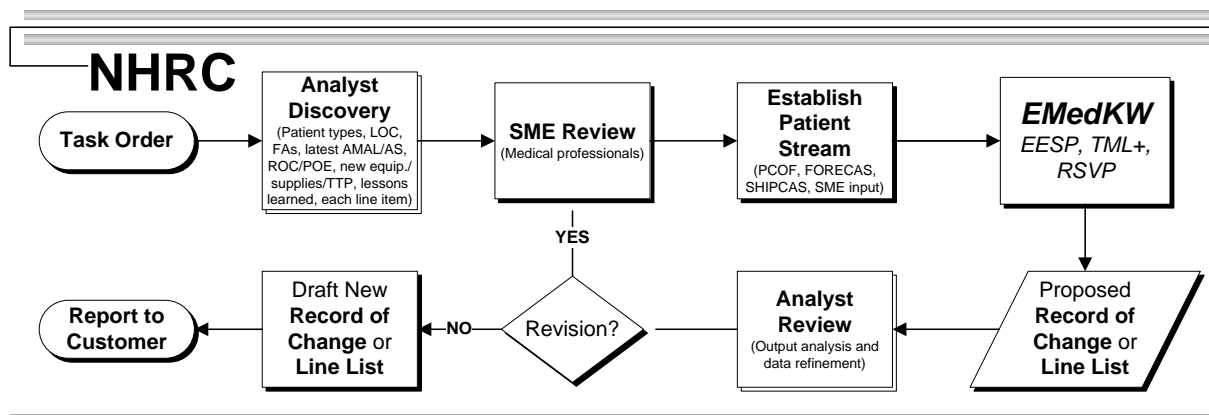 NHRC
Task Order
Analyst
Discovery
(Patient types, LOC,
FAs, latest AMAL/AS,
ROC/POE, new equip./
supplies/TTP, lessons
learned, each line item)
SME Review
(Medical professionals)
Establish
Patient
Stream
(PCOF, FORECAS,
SHIPCAS, SME input)
EMedKW
EESP, TML+,
RSVP
Proposed
Record of
Change or
Line List
Analyst
Review
(Output analysis and
data refinement)
Revision?
YES
NO
Draft New
Record of
Change or
Line List
Report to
Customer